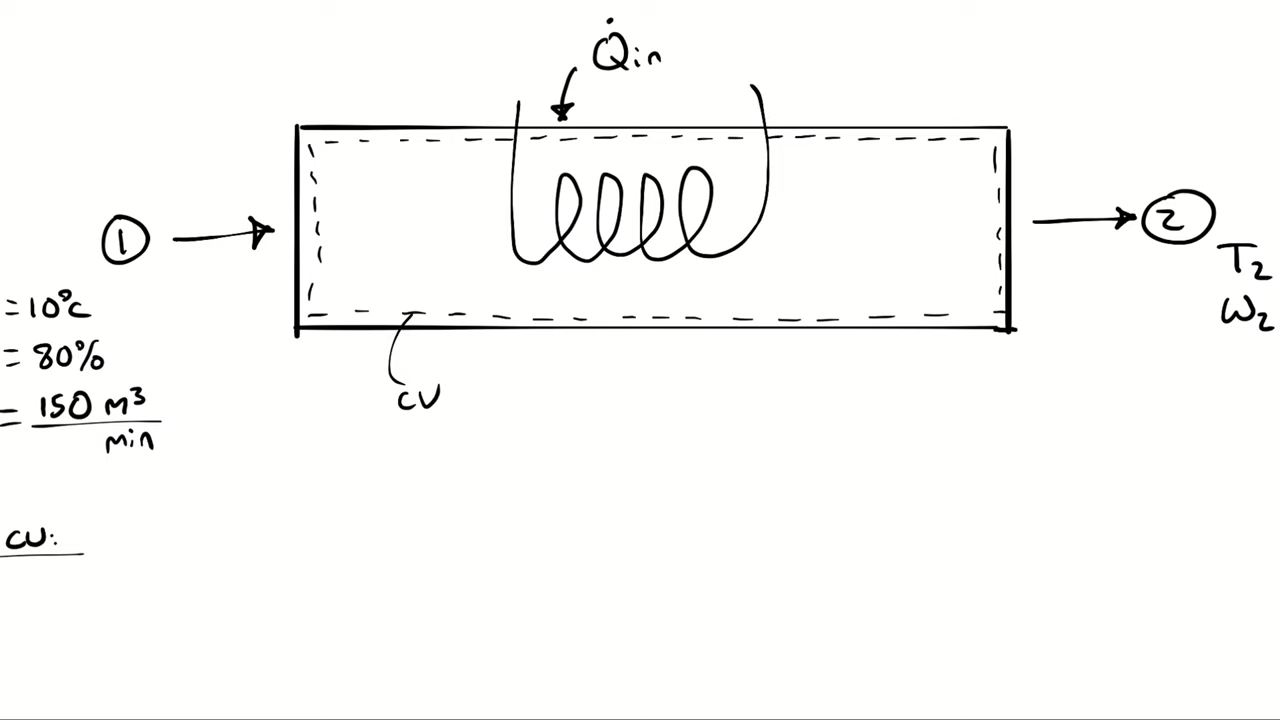 Q̇in
①
②
T₂
ω₂
= 10°C
= 80%
= 150 m³
min
CV
CV: